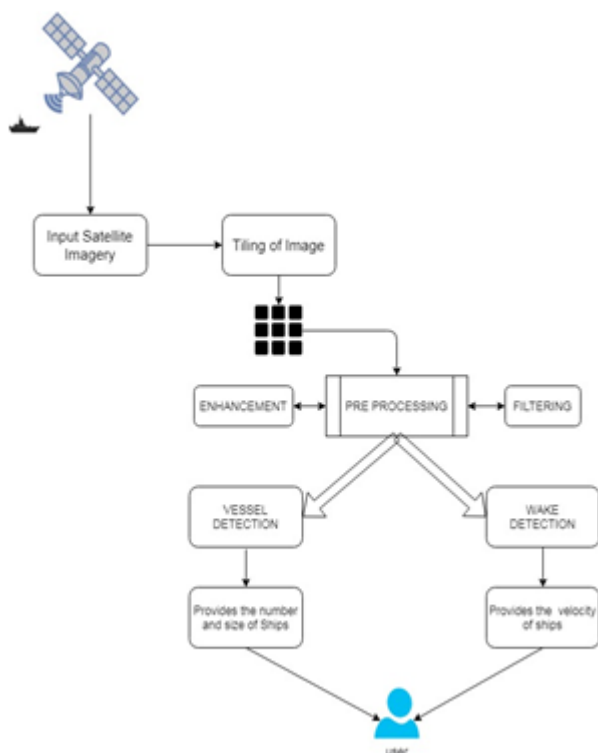 Input Satellite
Imagery
Tiling of Image
ENHANCEMENT
PRE PROCESSING
FILTERING
VESSEL
DETECTION
WAKE
DETECTION
Provides the number
and size of Ships
Provides the velocity
of ships
user